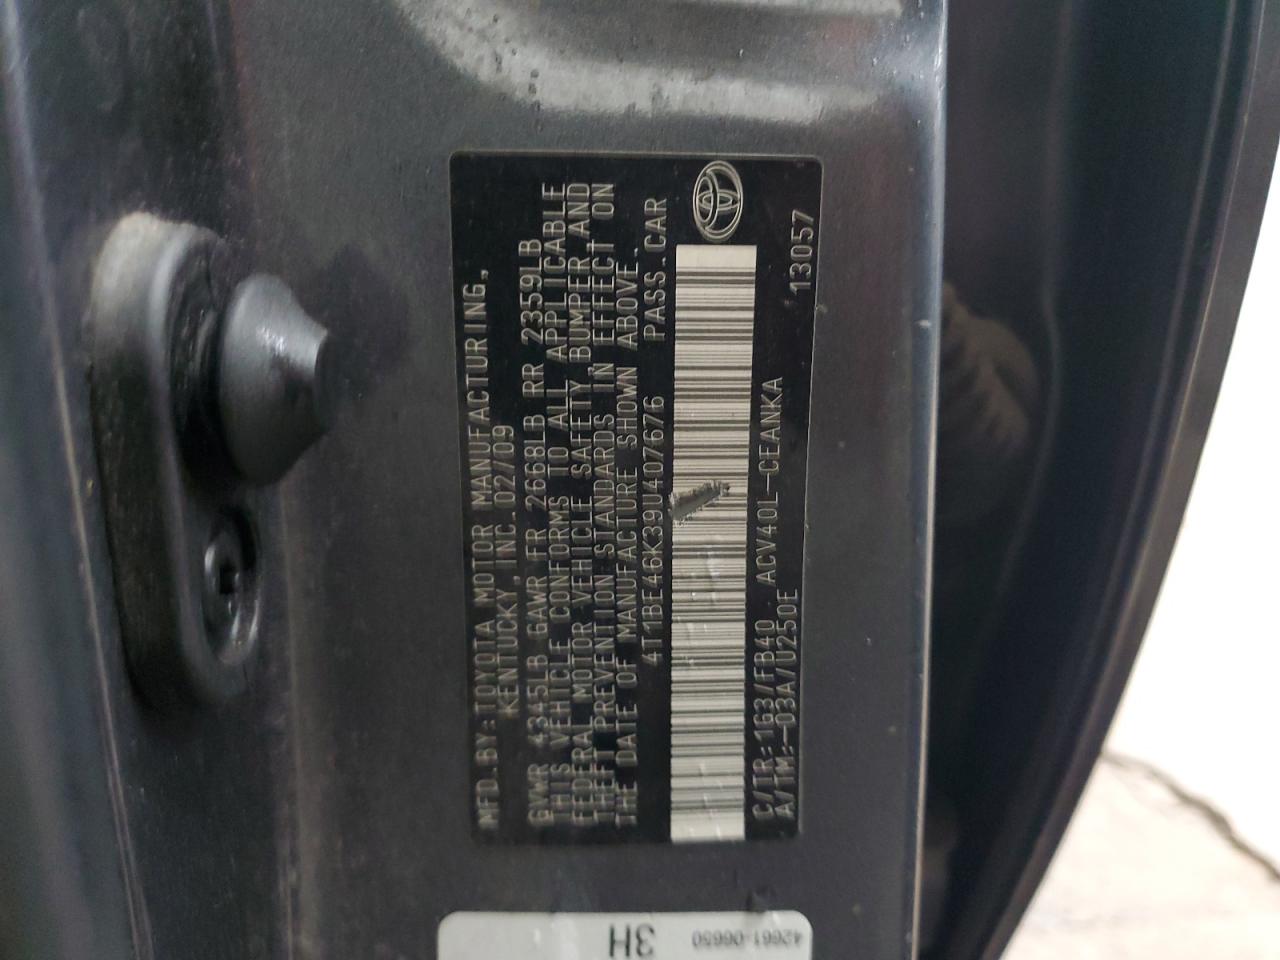 MFD.BY:TOYOTA MOTOR MANUFACTURING,
KENTUCKY,INC.02/09
GVWR 4345LB GAWR FR 2668LB RR 2359LB
THIS VEHICLE CONFORMS TO ALL APPLICABLE
FEDERAL MOTOR VEHICLE SAFETY,BUMPER AND
THEFT PREVENTION STANDARDS IN EFFECT ON
THE DATE OF MANUFACTURE SHOWN ABOVE.
4T1BE46K39U407676 PASS.CAR
C/TR:1G3/FB40 ACV40L-CEANKA
A/TM:-03A/U250E 13057
42661-06650
3H